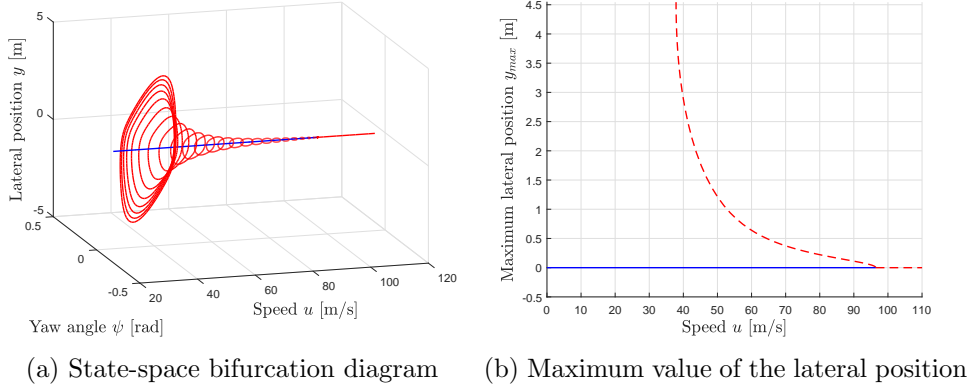 5
0
-5
0.5
0
-0.5
20
40
60
80
100
120
Lateral position y [m]
Yaw angle ψ [rad]
Speed u [m/s]
(a) State-space bifurcation diagram
4.5
4
3.5
3
2.5
2
1.5
1
0.5
0
-0.5
0 10 20 30 40 50 60 70 80 90 100 110
Maximum lateral position y_max [m]
Speed u [m/s]
(b) Maximum value of the lateral position